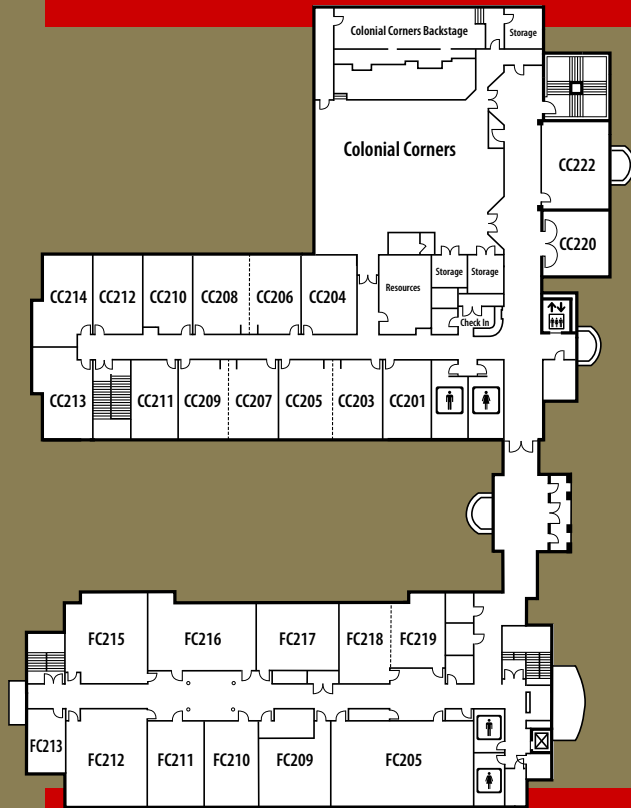 Colonial Corners Backstage
Storage
Colonial Corners
CC222
CC220
CC214
CC212
CC210
CC208
CC206
CC204
Resources
Storage
Storage
Check In
CC213
CC211
CC209
CC207
CC205
CC203
CC201
FC215
FC216
FC217
FC218
FC219
FC213
FC212
FC211
FC210
FC209
FC205